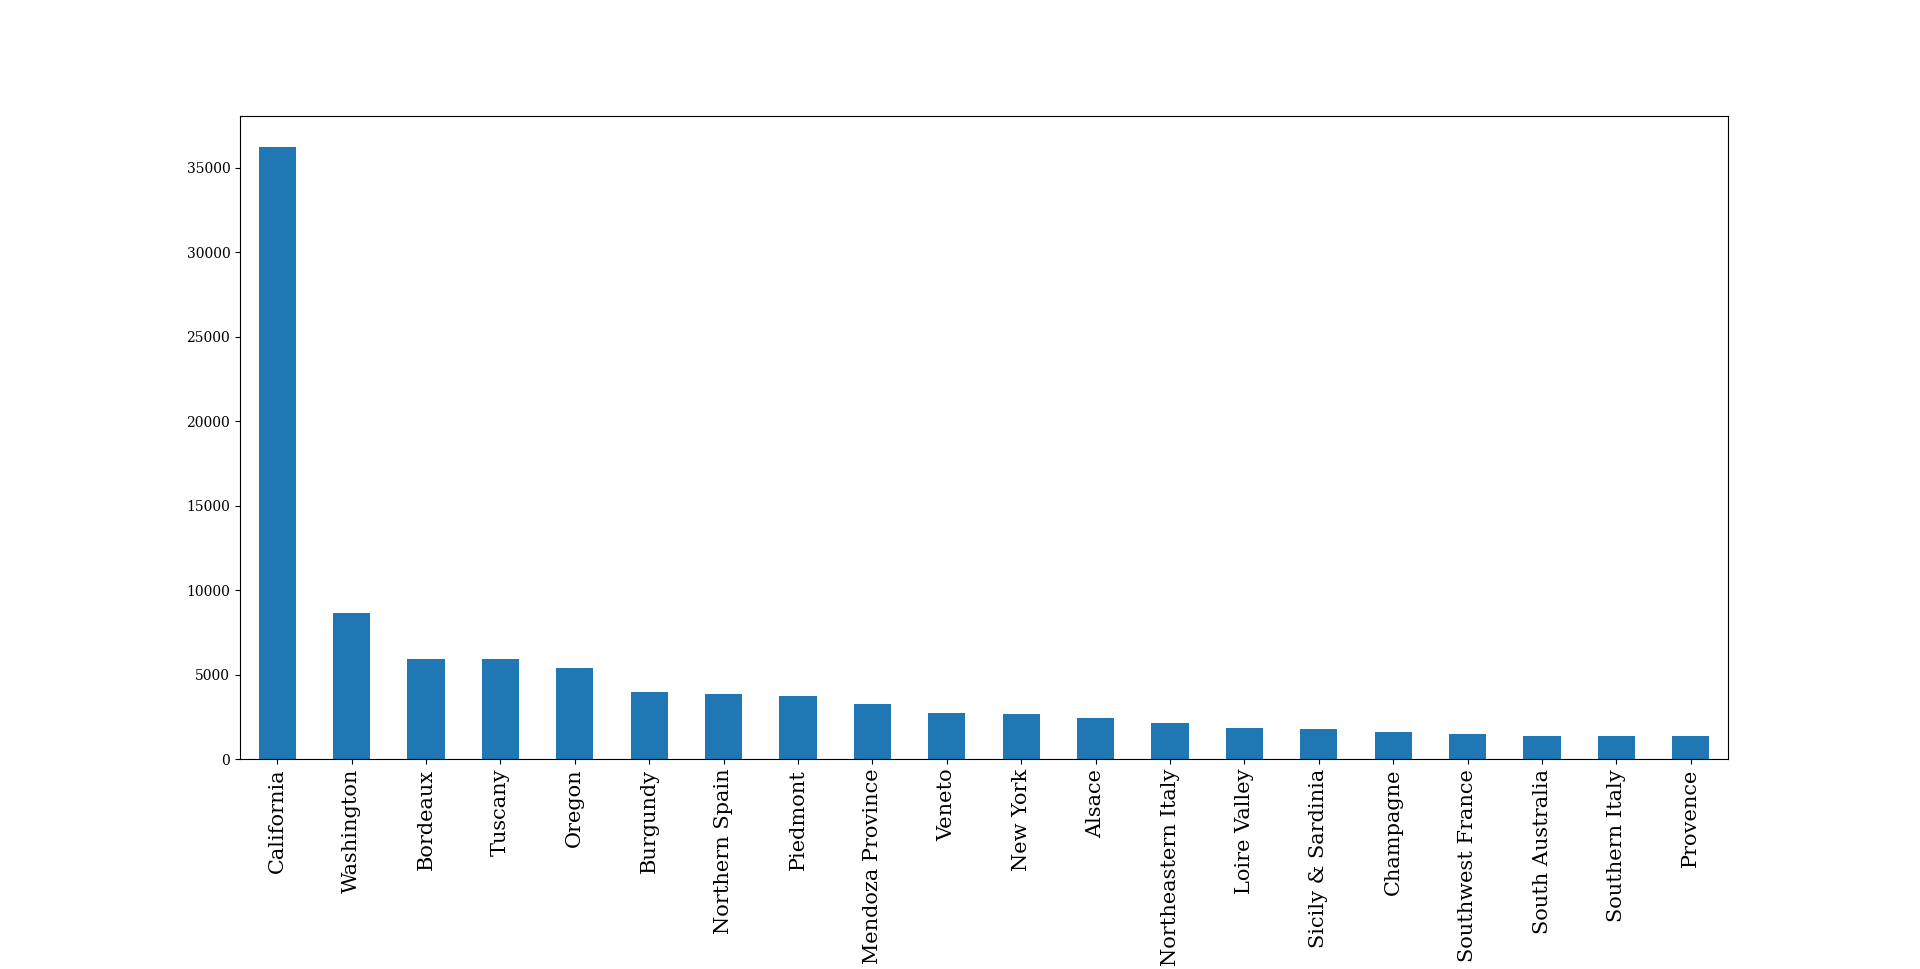 35000
30000
25000
20000
15000
10000
5000
0
California
Washington
Bordeaux
Tuscany
Oregon
Burgundy
Northern Spain
Piedmont
Mendoza Province
Veneto
New York
Alsace
Northeastern Italy
Loire Valley
Sicily & Sardinia
Champagne
Southwest France
South Australia
Southern Italy
Provence